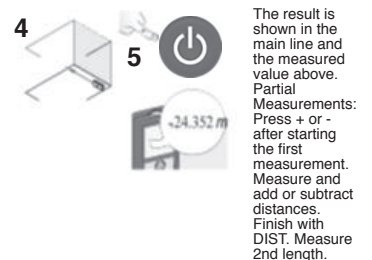 4
5
24.352 m
The result is
shown in the
main line and
the measured
value above.
Partial
Measurements:
Press + or -
after starting
the first
measurement.
Measure and
add or subtract
distances.
Finish with
DIST. Measure
2nd length.